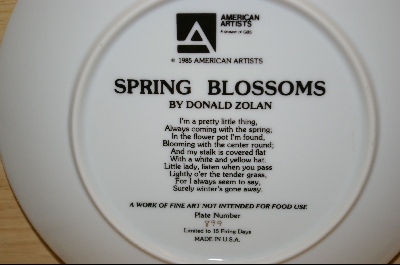 AMERICAN
ARTISTS
© 1985 AMERICAN ARTISTS
SPRING BLOSSOMS
BY DONALD ZOLAN
I'm a pretty little thing,
Always coming with the spring;
In the flower pot I'm found,
Blooming with the center round;
And my stalk is covered flat
With a white and yellow hat.
Little lady, listen when you pass
Lightly o'er the tender grass,
For I always seem to say,
Surely winter's gone away.
A WORK OF FINE ART NOT INTENDED FOR FOOD USE
Plate Number
Limited to 15 Firing Days
MADE IN U.S.A.